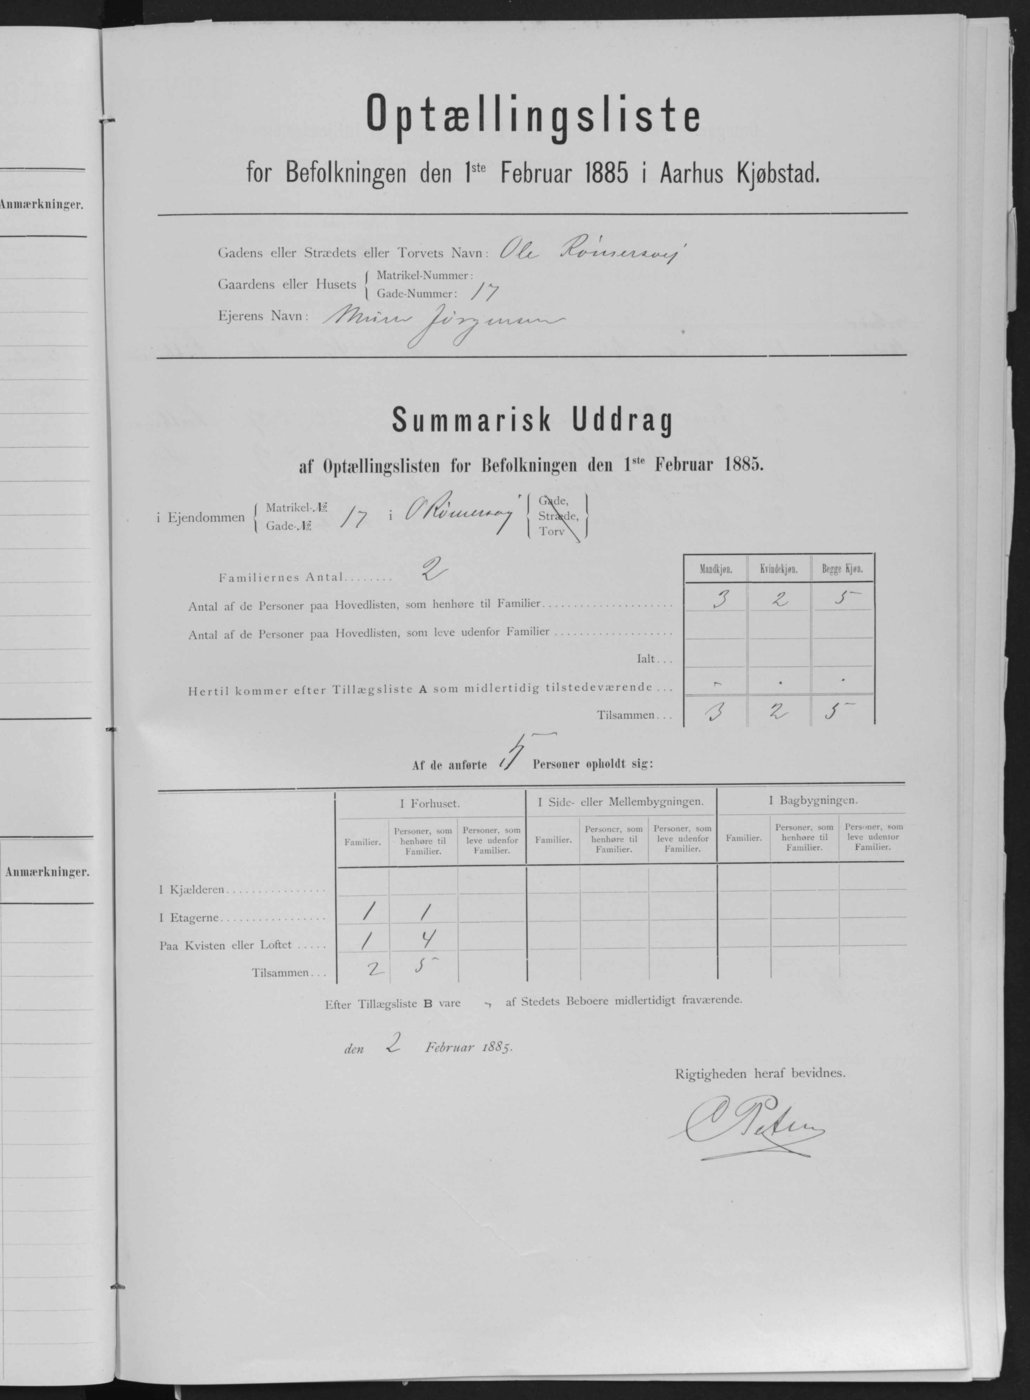 Anmærkninger.
Anmærkninger.
Optællingsliste
for Befolkningen den 1ste Februar 1885 i Aarhus Kjøbstad.
Gadens eller Strædets eller Torvets Navn: Ole Römersvej
Gaardens eller Husets { Matrikel-Nummer:
Gade-Nummer: 17
Ejerens Navn: Murer Jørgensen
Summarisk Uddrag
af Optællingslisten for Befolkningen den 1ste Februar 1885.
i Ejendommen { Matrikel-№ Gade-№ 17 i O Römersvej { Gade, Stræde, Torv }
Mandkjøn. Kvindekjøn. Begge Kjøn.
Familiernes Antal........ 2
Antal af de Personer paa Hovedlisten, som henhøre til Familier.................... 3 2 5
Antal af de Personer paa Hovedlisten, som leve udenfor Familier ..................
Ialt...
Hertil kommer efter Tillægsliste A som midlertidig tilstedeværende ... - . .
Tilsammen... 3 2 5
Af de anførte 5 Personer opholdt sig:
I Forhuset. I Side- eller Mellembygningen. I Bagbygningen.
Familier. Personer, som henhøre til Familier. Personer, som leve udenfor Familier. Familier. Personer, som henhøre til Familier. Personer, som leve udenfor Familier. Familier. Personer, som henhøre til Familier. Personer, som leve udenfor Familier.
I Kjælderen...............
I Etagerne................ 1 1
Paa Kvisten eller Loftet ..... 1 4
Tilsammen... 2 5
Efter Tillægsliste B vare - af Stedets Beboere midlertidigt fraværende.
den 2 Februar 1885.
Rigtigheden heraf bevidnes.